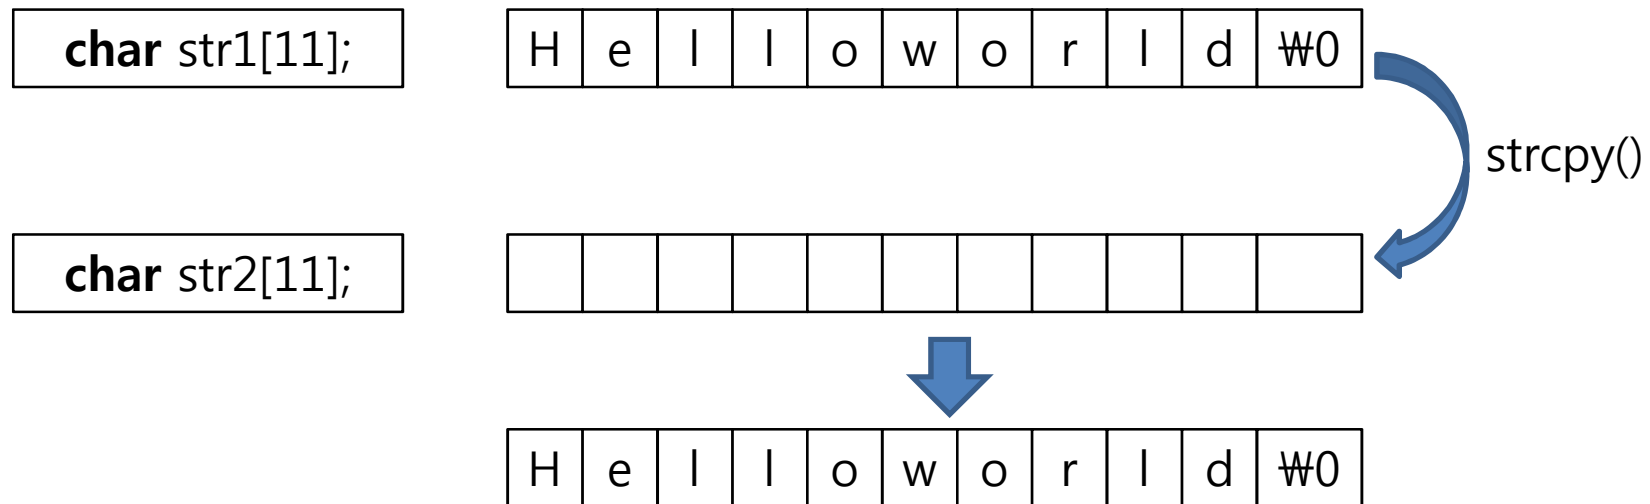 char str1[11];
H e l l o w o r l d ₩0
strcpy()
char str2[11];
H e l l o w o r l d ₩0